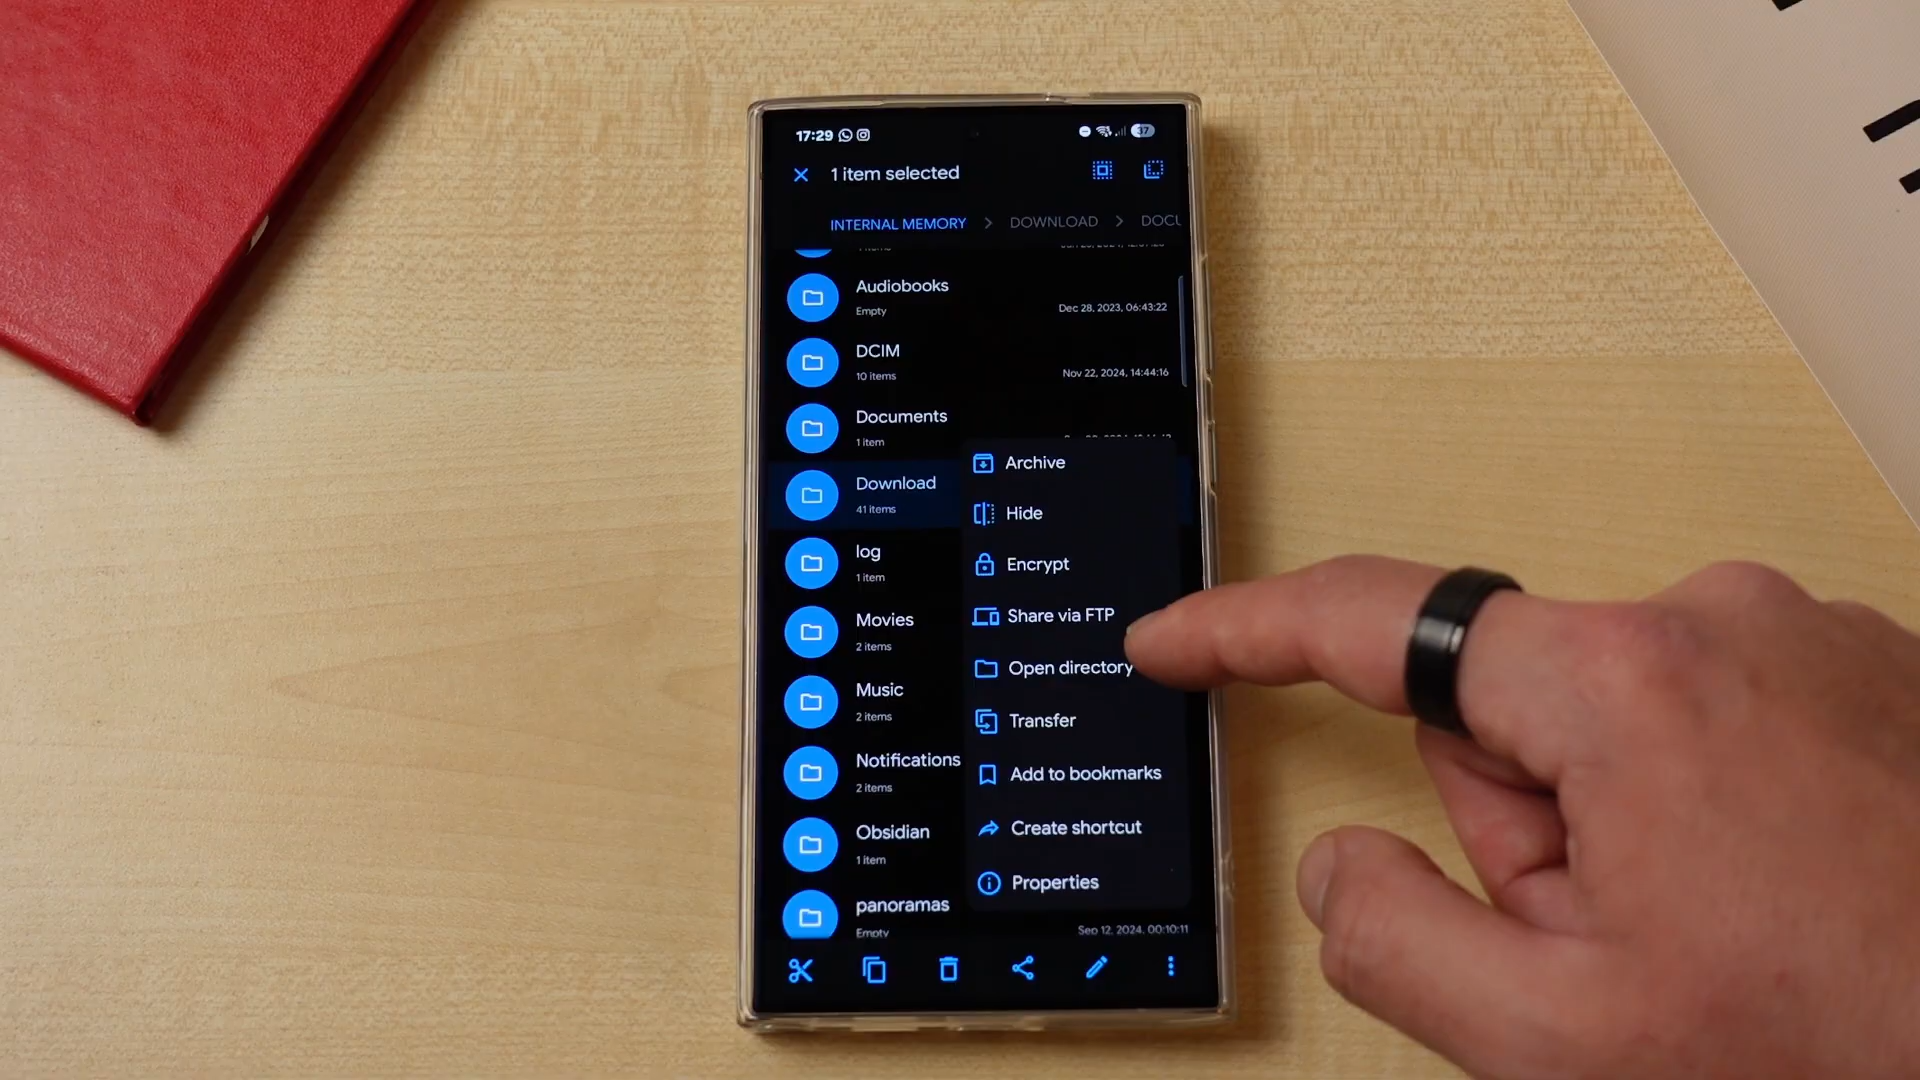 17:29 37
1 item selected
INTERNAL MEMORY > DOWNLOAD > DOCU
Audiobooks
Empty Dec 28, 2023, 06:43:22
DCIM
10 items Nov 22, 2024, 14:44:16
Documents
1 item
Download
41 items
log
1 item
Movies
2 items
Music
2 items
Notifications
2 items
Obsidian
1 item
panoramas
Empty Sep 12, 2024, 00:10:11
Archive
Hide
Encrypt
Share via FTP
Open directory
Transfer
Add to bookmarks
Create shortcut
Properties